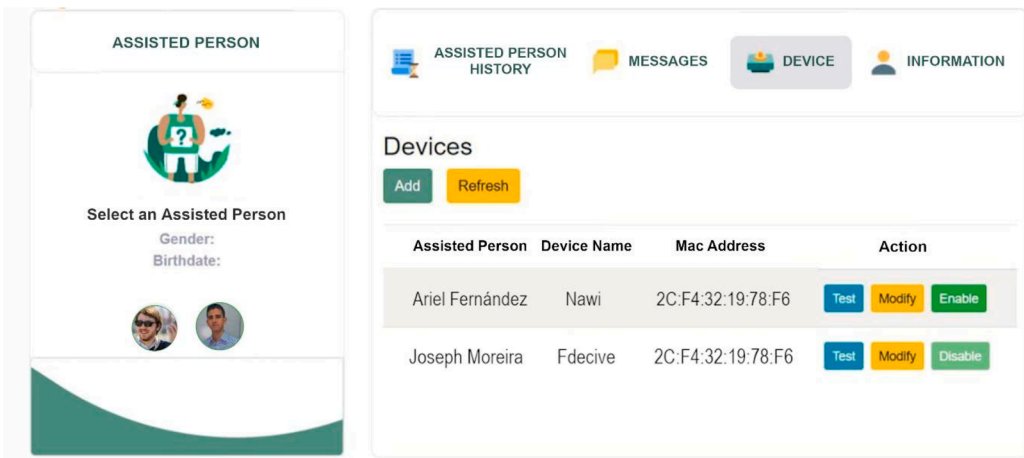 ASSISTED PERSON
?
Select an Assisted Person
Gender:
Birthdate:
ASSISTED PERSON
HISTORY
MESSAGES
DEVICE
INFORMATION
Devices
Add Refresh
Assisted Person Device Name Mac Address Action
Ariel Fernández Nawi 2C:F4:32:19:78:F6 Test Modify Enable
Joseph Moreira Fdecive 2C:F4:32:19:78:F6 Test Modify Disable